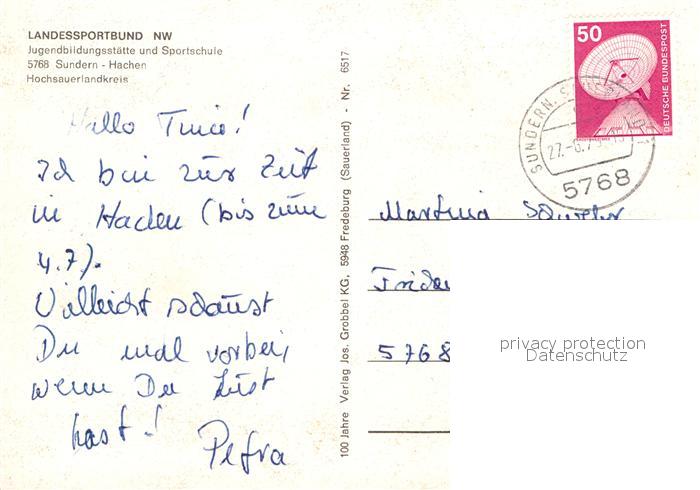 LANDESSPORTBUND NW
Jugendbildungsstätte und Sportschule
5768 Sundern - Hachen
Hochsauerlandkreis
Hallo Tina!
Ich bin zur Zeit
in Hachen (bis zum
4.7).
Vielleicht schaust
Du mal vorbei,
wenn Du Lust
hast!
Petra
100 Jahre Verlag Jos. Grobbel KG, 5948 Fredeburg (Sauerland) - Nr. 6517
50
DEUTSCHE BUNDESPOST
SUNDERN,
5768
Martina
5768
privacy protection
Datenschutz